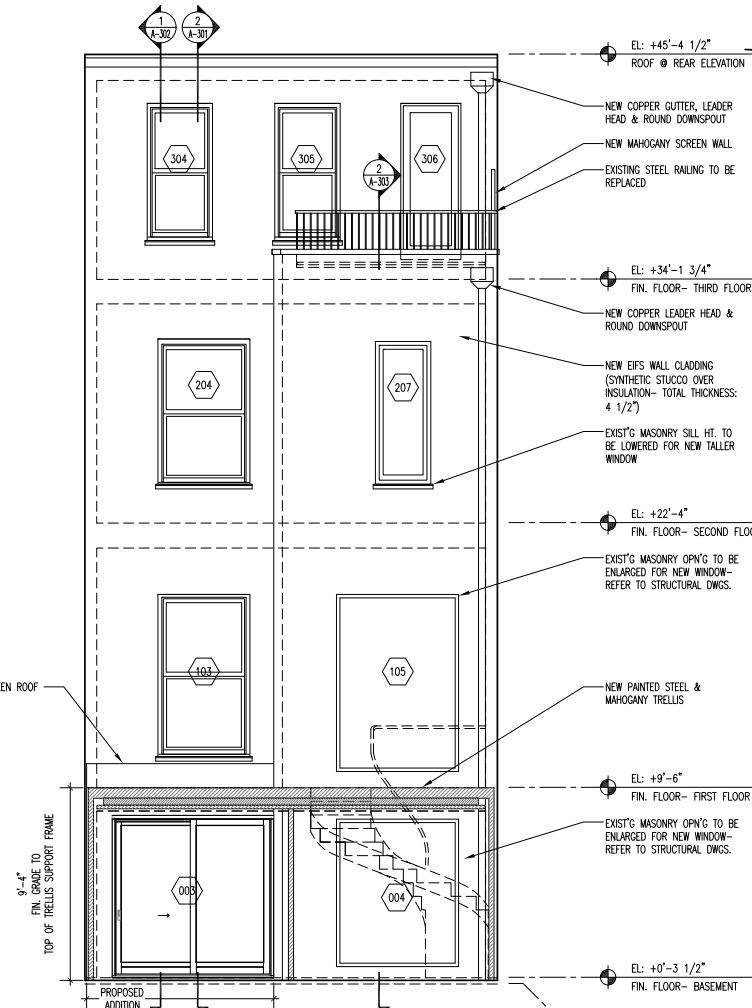 1
A-302
2
A-301
EL: +45'-4 1/2"
ROOF @ REAR ELEVATION
NEW COPPER GUTTER, LEADER
HEAD & ROUND DOWNSPOUT
NEW MAHOGANY SCREEN WALL
304
305
306
2
A-303
EXISTING STEEL RAILING TO BE
REPLACED
EL: +34'-1 3/4"
FIN. FLOOR- THIRD FLOOR
NEW COPPER LEADER HEAD &
ROUND DOWNSPOUT
204
207
NEW EIFS WALL CLADDING
(SYNTHETIC STUCCO OVER
INSULATION- TOTAL THICKNESS:
4 1/2")
EXIST'G MASONRY SILL HT. TO
BE LOWERED FOR NEW TALLER
WINDOW
EL: +22'-4"
FIN. FLOOR- SECOND FLOO
EXIST'G MASONRY OPN'G TO BE
ENLARGED FOR NEW WINDOW-
REFER TO STRUCTURAL DWGS.
103
105
EN ROOF
NEW PAINTED STEEL &
MAHOGANY TRELLIS
EL: +9'-6"
FIN. FLOOR- FIRST FLOOR
EXIST'G MASONRY OPN'G TO BE
ENLARGED FOR NEW WINDOW-
REFER TO STRUCTURAL DWGS.
9'-4"
FIN. GRADE TO
TOP OF TRELLIS SUPPORT FRAME
003
004
EL: +0'-3 1/2"
FIN. FLOOR- BASEMENT
PROPOSED
ADDITION